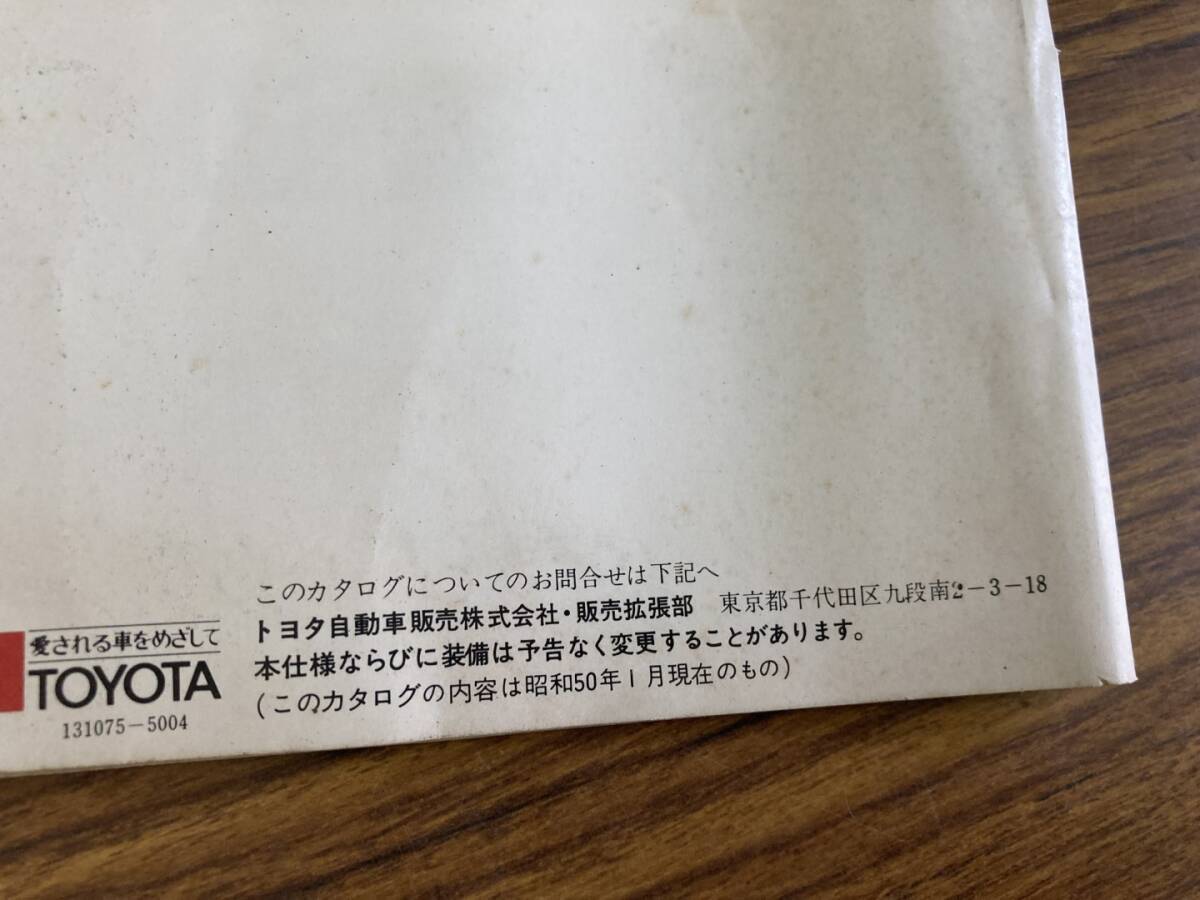 このカタログについてのお問合せは下記へ
トヨタ自動車販売株式会社・販売拡張部 東京都千代田区九段南2-3-18
本仕様ならびに装備は予告なく変更することがあります。
(このカタログの内容は昭和50年1月現在のもの)
愛される車をめざして
TOYOTA
131075-5004